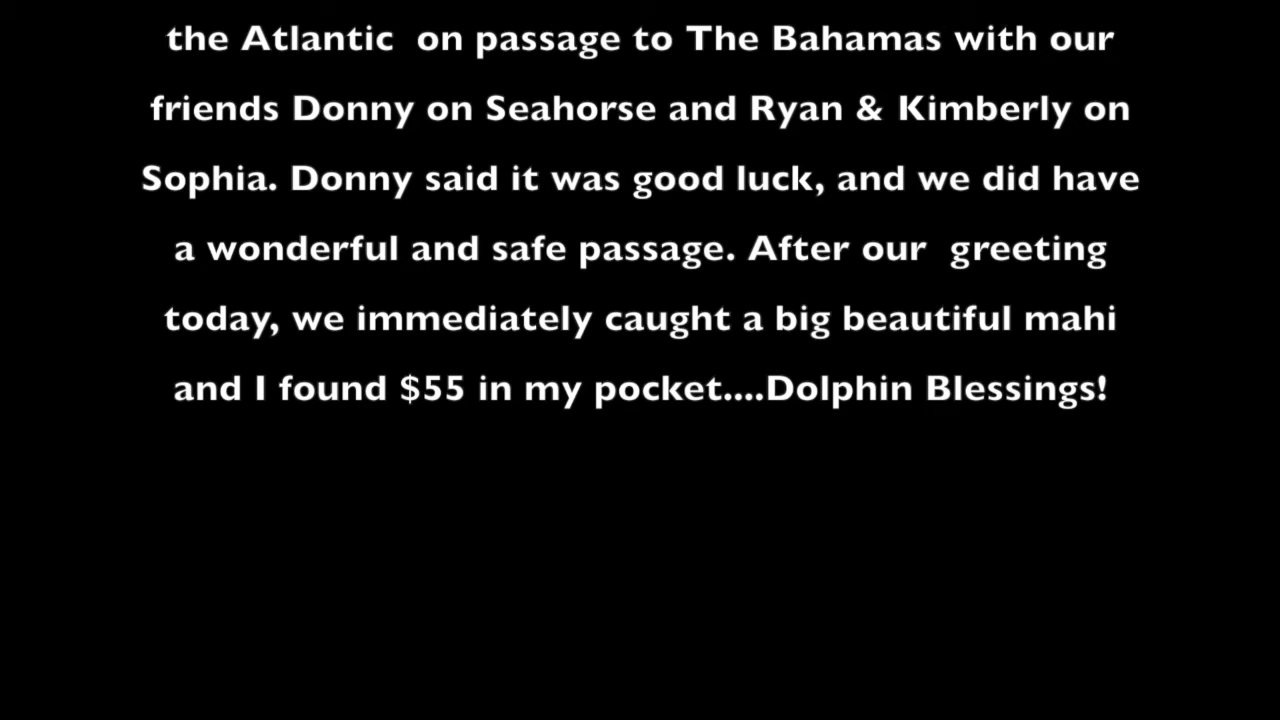 the Atlantic  on passage to The Bahamas with our
friends Donny on Seahorse and Ryan & Kimberly on
Sophia. Donny said it was good luck, and we did have
a wonderful and safe passage. After our  greeting
today, we immediately caught a big beautiful mahi
and I found $55 in my pocket....Dolphin Blessings!